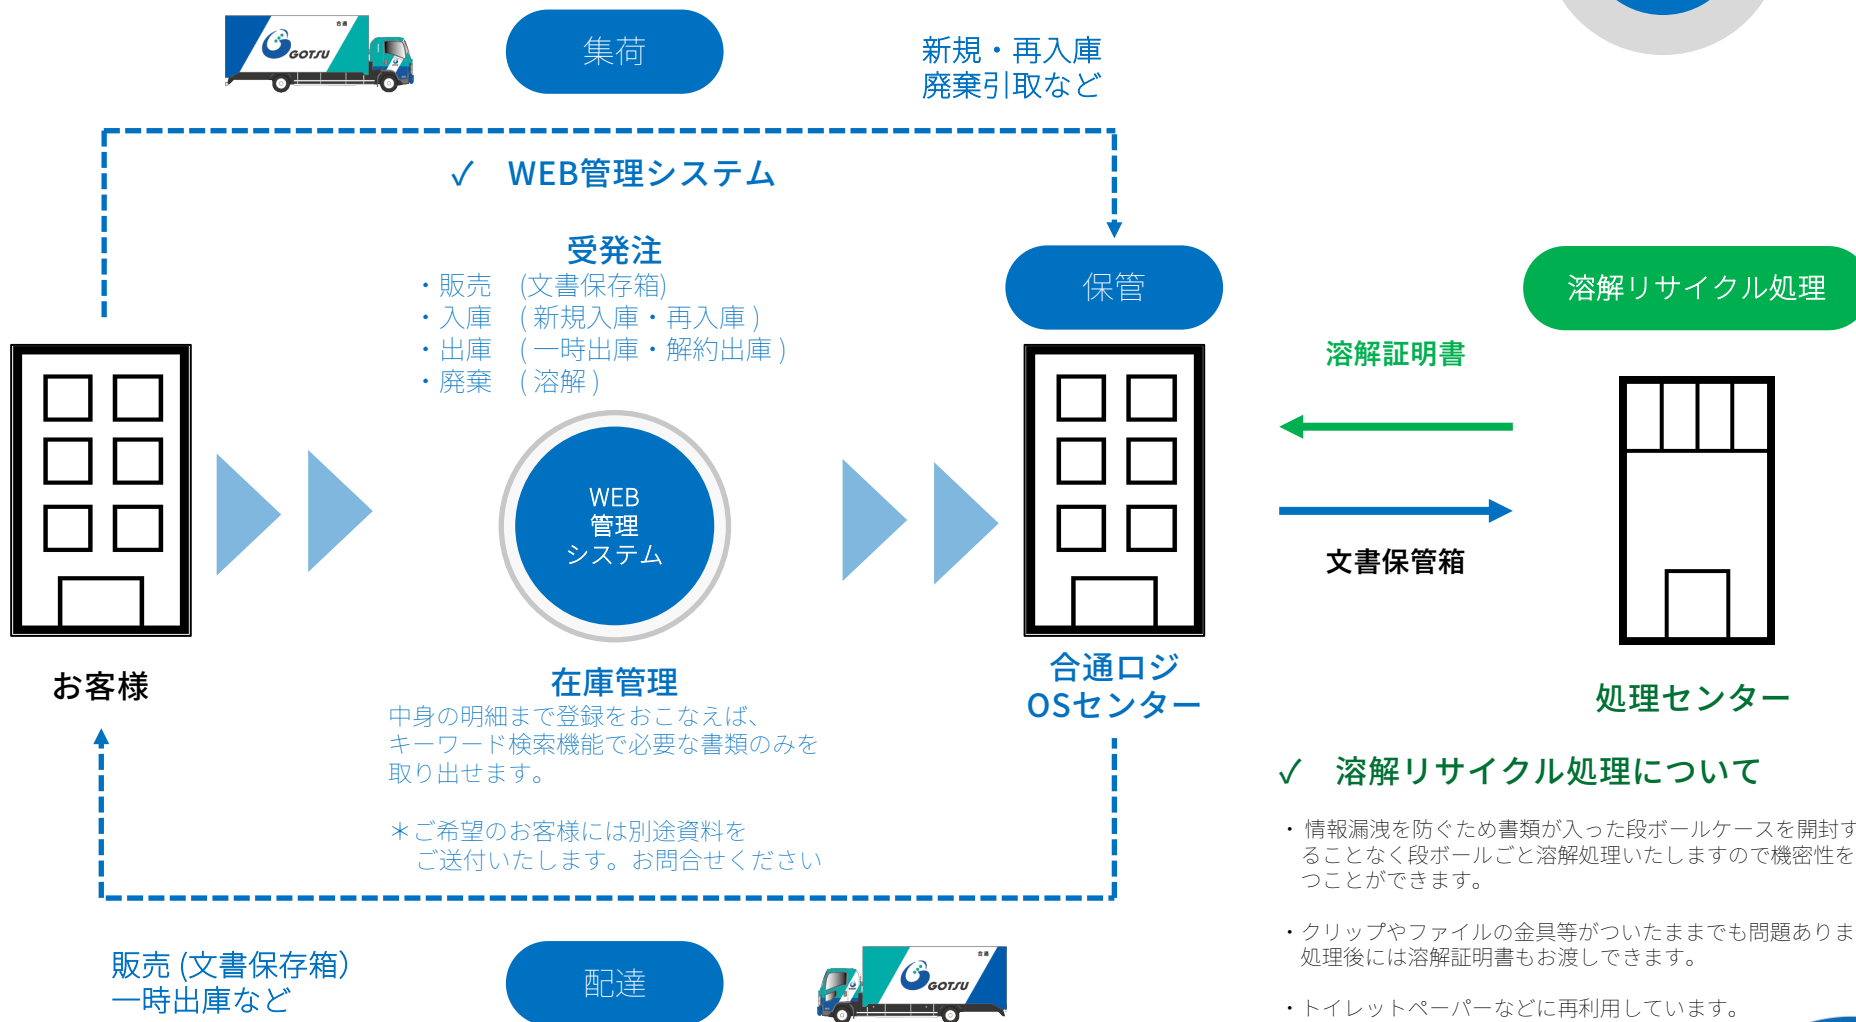 合通
GOTSU
集荷
新規・再入庫
廃棄引取など
✓ WEB管理システム
受発注
・販売 (文書保存箱)
・入庫 (新規入庫・再入庫)
・出庫 (一時出庫・解約出庫)
・廃棄 (溶解)
WEB
管理
システム
在庫管理
中身の明細まで登録をおこなえば、
キーワード検索機能で必要な書類のみを
取り出せます。
＊ご希望のお客様には別途資料を
ご送付いたします。お問合せください
お客様
保管
合通ロジ
OSセンター
溶解リサイクル処理
溶解証明書
文書保管箱
処理センター
✓ 溶解リサイクル処理について
・情報漏洩を防ぐため書類が入った段ボールケースを開封す
ることなく段ボールごと溶解処理いたしますので機密性を
つことができます。
・クリップやファイルの金具等がついたままでも問題ありま
処理後には溶解証明書もお渡しできます。
・トイレットペーパーなどに再利用しています。
販売 (文書保存箱）
一時出庫など
配達
合通
GOTSU